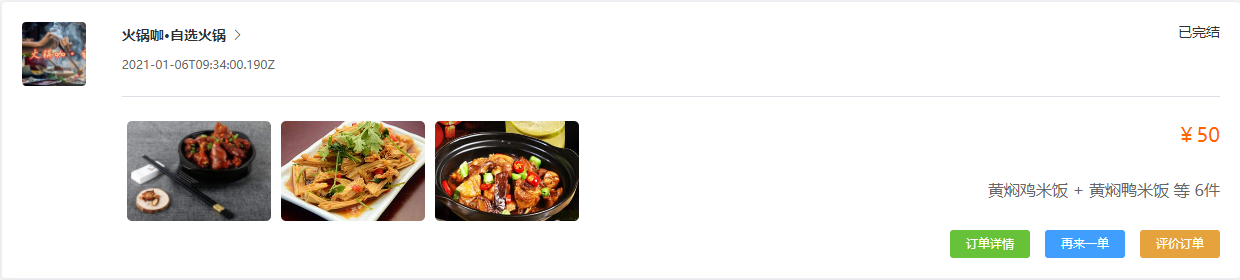 火锅咖•自选火锅
已完结
2021-01-06T09:34:00.190Z
¥50
黄焖鸡米饭 + 黄焖鸭米饭 等 6件
订单详情
再来一单
评价订单